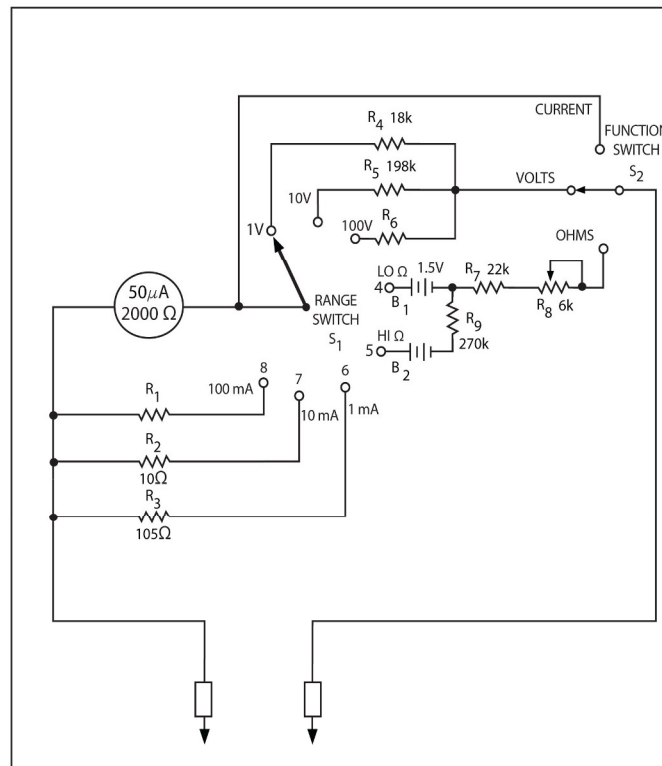 CURRENT
FUNCTION
SWITCH
S2
R4 18k
R5 198k
10V
VOLTS
R6
100V
1V
OHMS
LO Ω
1.5V
R7 22k
4
B1
R8 6k
50μA
2000 Ω
RANGE
SWITCH
S1
R9
270k
HI Ω
5
B2
8
7
6
100 mA
10 mA
1 mA
R1
R2
10Ω
R3
105Ω